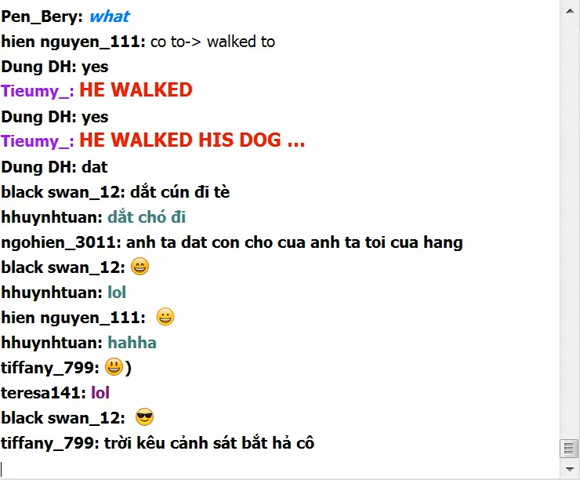 Pen_Bery: what
hien nguyen_111: co to-> walked to
Dung DH: yes
Tieumy_: HE WALKED
Dung DH: yes
Tieumy_: HE WALKED HIS DOG ...
Dung DH: dat
black swan_12: dắt cún đi tè
hhuynhtuan: dắt chó đi
ngohien_3011: anh ta dat con cho cua anh ta toi cua hang
black swan_12: 😄
hhuynhtuan: lol
hien nguyen_111: 😀
hhuynhtuan: hahha
tiffany_799: 😃)
teresa141: lol
black swan_12: 😎
tiffany_799: trời kêu cảnh sát bắt hả cô